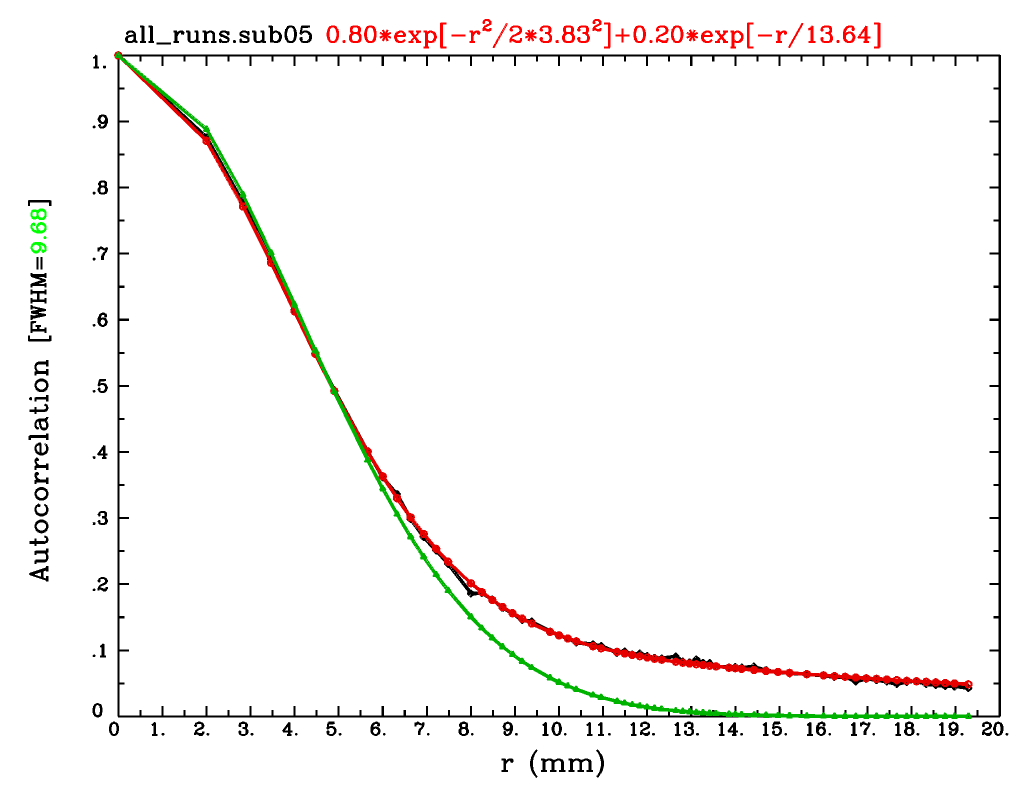 all_runs.sub05 0.80*exp[-r²/2*3.83²]+0.20*exp[-r/13.64]
1.
.9
.8
.7
.6
.5
.4
.3
.2
.1
0
Autocorrelation [FWHM=9.68]
0 1. 2. 3. 4. 5. 6. 7. 8. 9. 10. 11. 12. 13. 14. 15. 16. 17. 18. 19. 20.
r (mm)